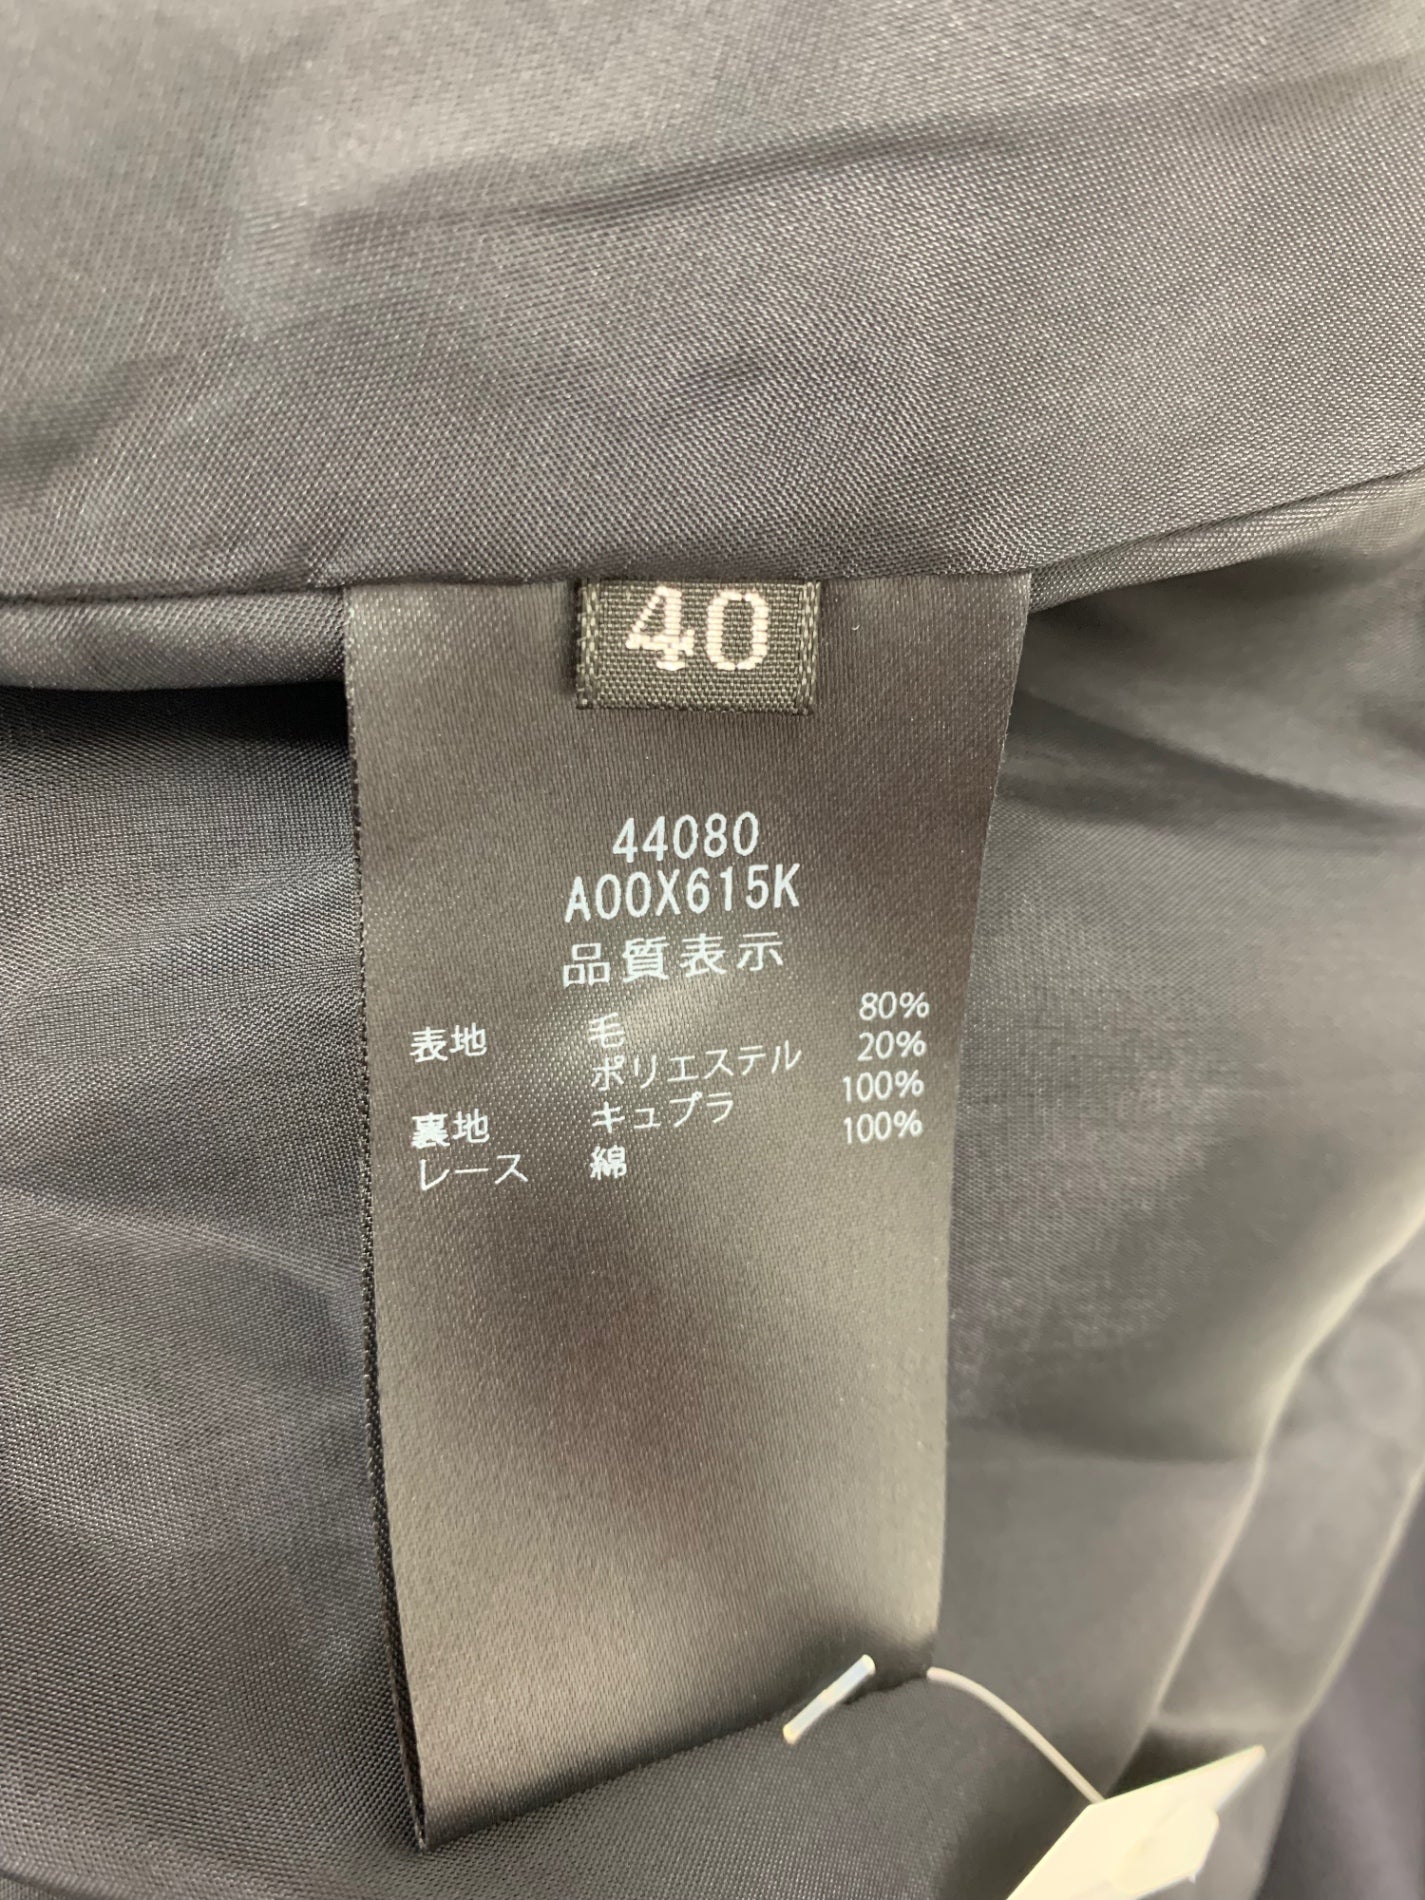 40
44080
A00X615K
品質表示
表地 毛 80%
ポリエステル 20%
裏地 キュプラ 100%
レース 綿 100%